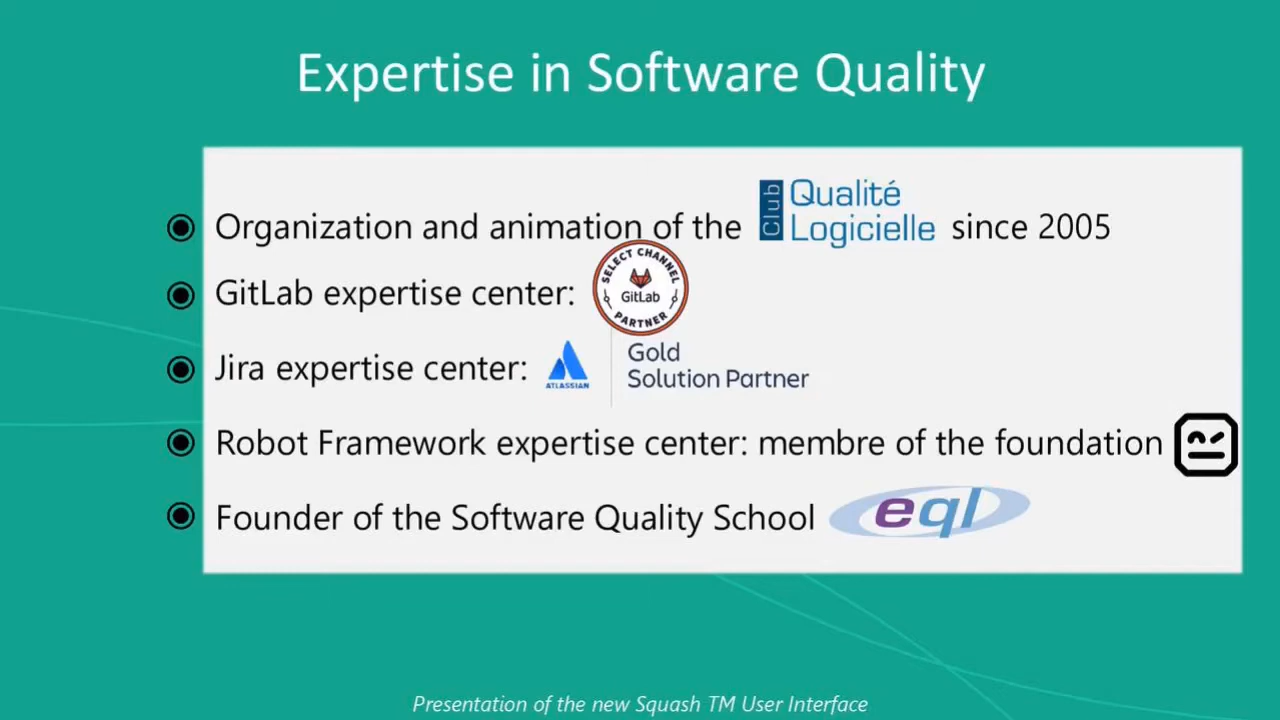 Expertise in Software Quality
Organization and animation of the Club Qualité Logicielle since 2005
GitLab expertise center: SELECT CHANNEL GitLab PARTNER
Jira expertise center: ATLASSIAN Gold Solution Partner
Robot Framework expertise center: membre of the foundation
Founder of the Software Quality School eql
Presentation of the new Squash TM User Interface